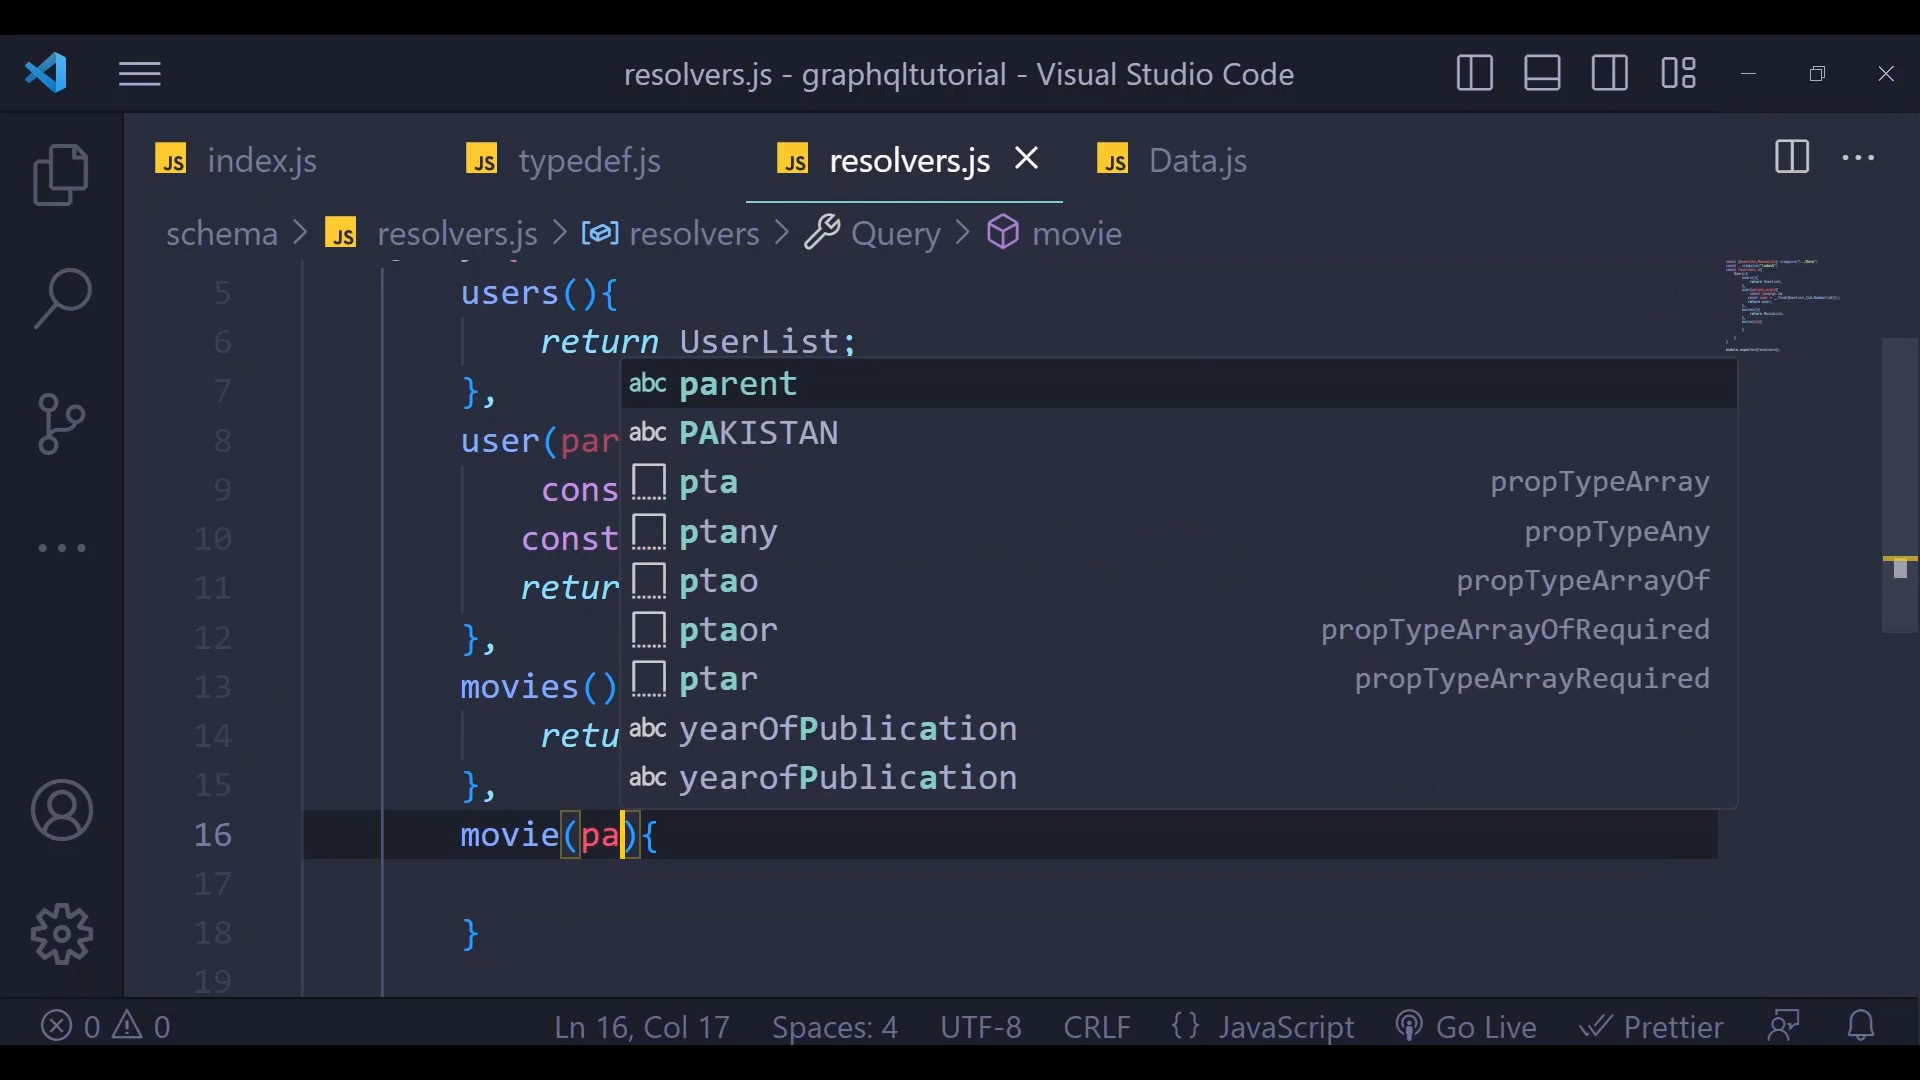 resolvers.js - graphqltutorial - Visual Studio Code
JS index.js
JS typedef.js
JS resolvers.js
JS Data.js
schema > JS resolvers.js > resolvers > Query > movie
5 users(){
6 return UserList;
7 },
8 user(par
9 cons
10 const
11 retur
12 },
13 movies()
14 retu
15 },
16 movie(pa){
17
18 }
19
abc parent
abc PAKISTAN
pta propTypeArray
ptany propTypeAny
ptao propTypeArrayOf
ptaor propTypeArrayOfRequired
ptar propTypeArrayRequired
abc yearOfPublication
abc yearofPublication
0 0 Ln 16, Col 17 Spaces: 4 UTF-8 CRLF {} JavaScript Go Live Prettier